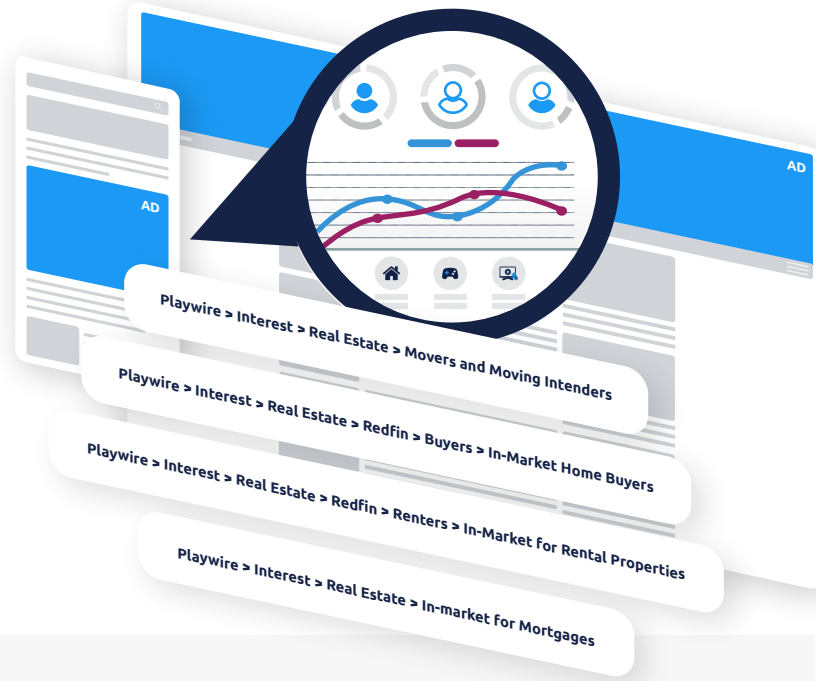 AD
AD
Playwire > Interest > Real Estate > Movers and Moving Intenders
Playwire > Interest > Real Estate > Redfin > Buyers > In-Market Home Buyers
Playwire > Interest > Real Estate > Redfin > Renters > In-Market for Rental Properties
Playwire > Interest > Real Estate > In-market for Mortgages